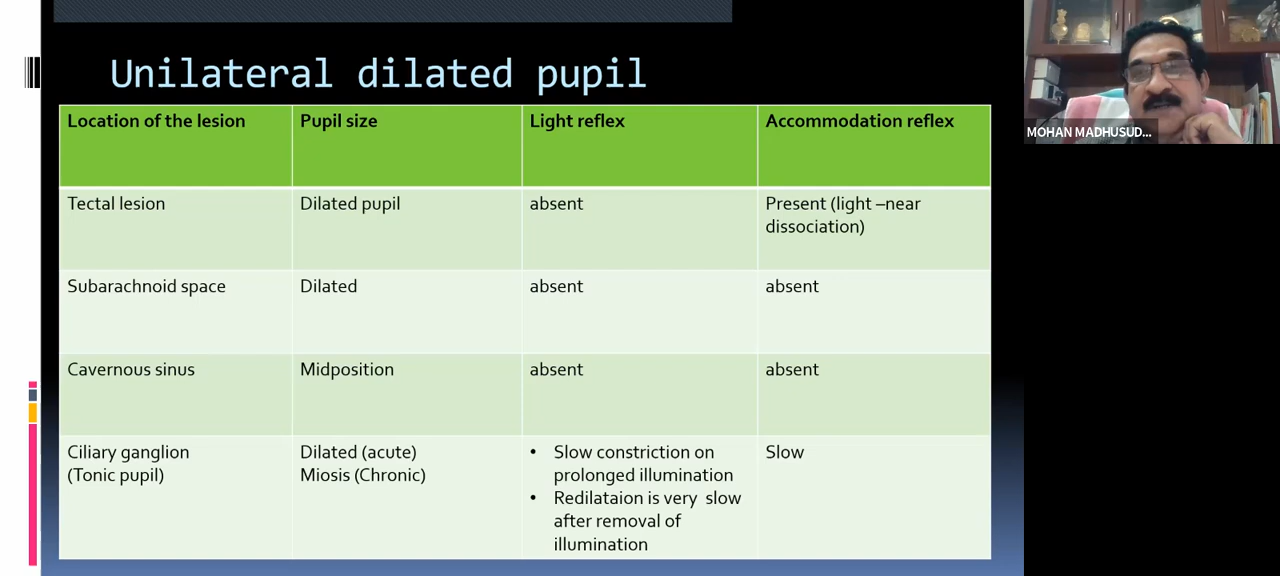 Unilateral dilated pupil
MOHAN MADHUSUD...
Location of the lesion
Pupil size
Light reflex
Accommodation reflex
Tectal lesion
Dilated pupil
absent
Present (light –near
dissociation)
Subarachnoid space
Dilated
absent
absent
Cavernous sinus
Midposition
absent
absent
Ciliary ganglion
(Tonic pupil)
Dilated (acute)
Miosis (Chronic)
• Slow constriction on
prolonged illumination
• Redilataion is very slow
after removal of
illumination
Slow